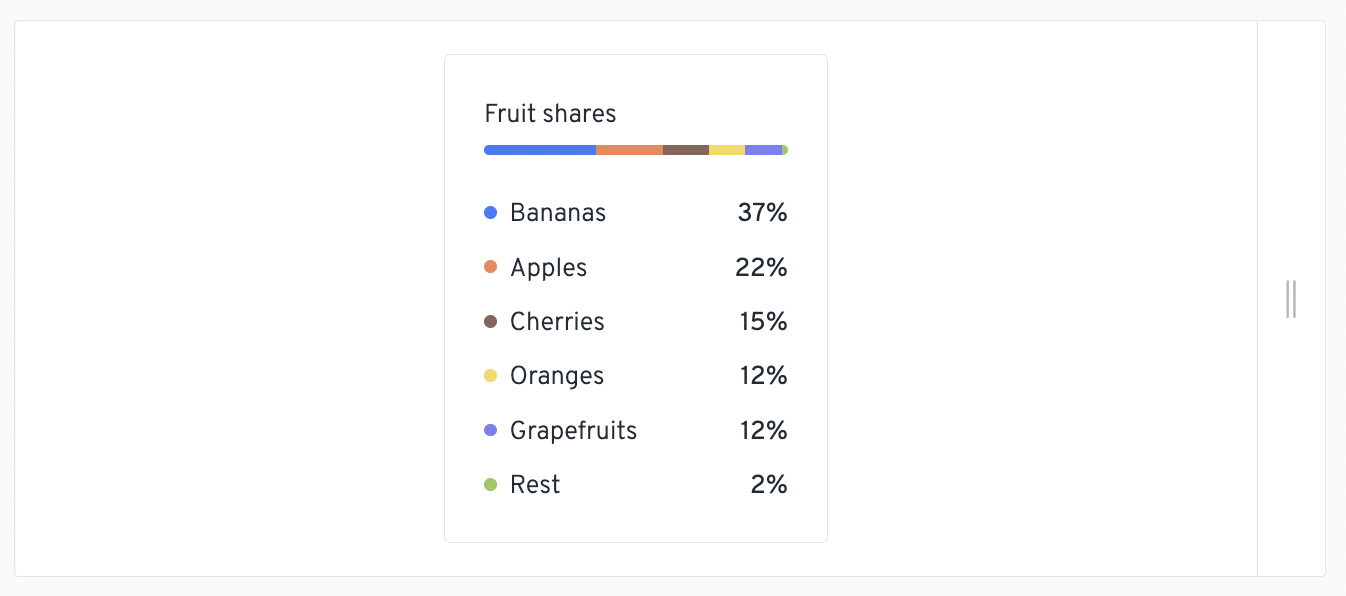 Fruit shares
Bananas 37%
Apples 22%
Cherries 15%
Oranges 12%
Grapefruits 12%
Rest 2%